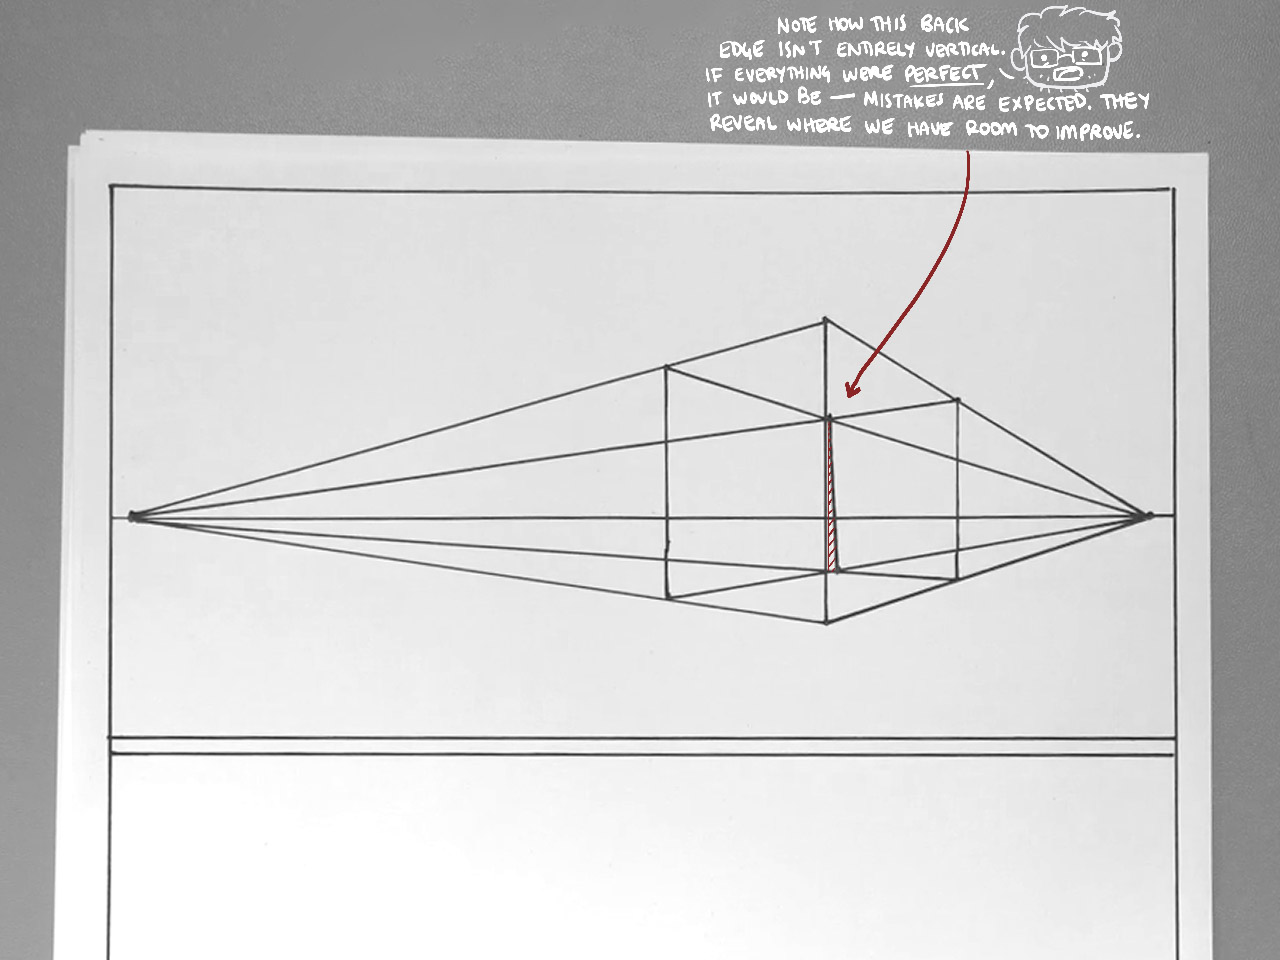 NOTE HOW THIS BACK
EDGE ISN'T ENTIRELY VERTICAL.
IF EVERYTHING WERE PERFECT,
IT WOULD BE — MISTAKES ARE EXPECTED. THEY
REVEAL WHERE WE HAVE ROOM TO IMPROVE.